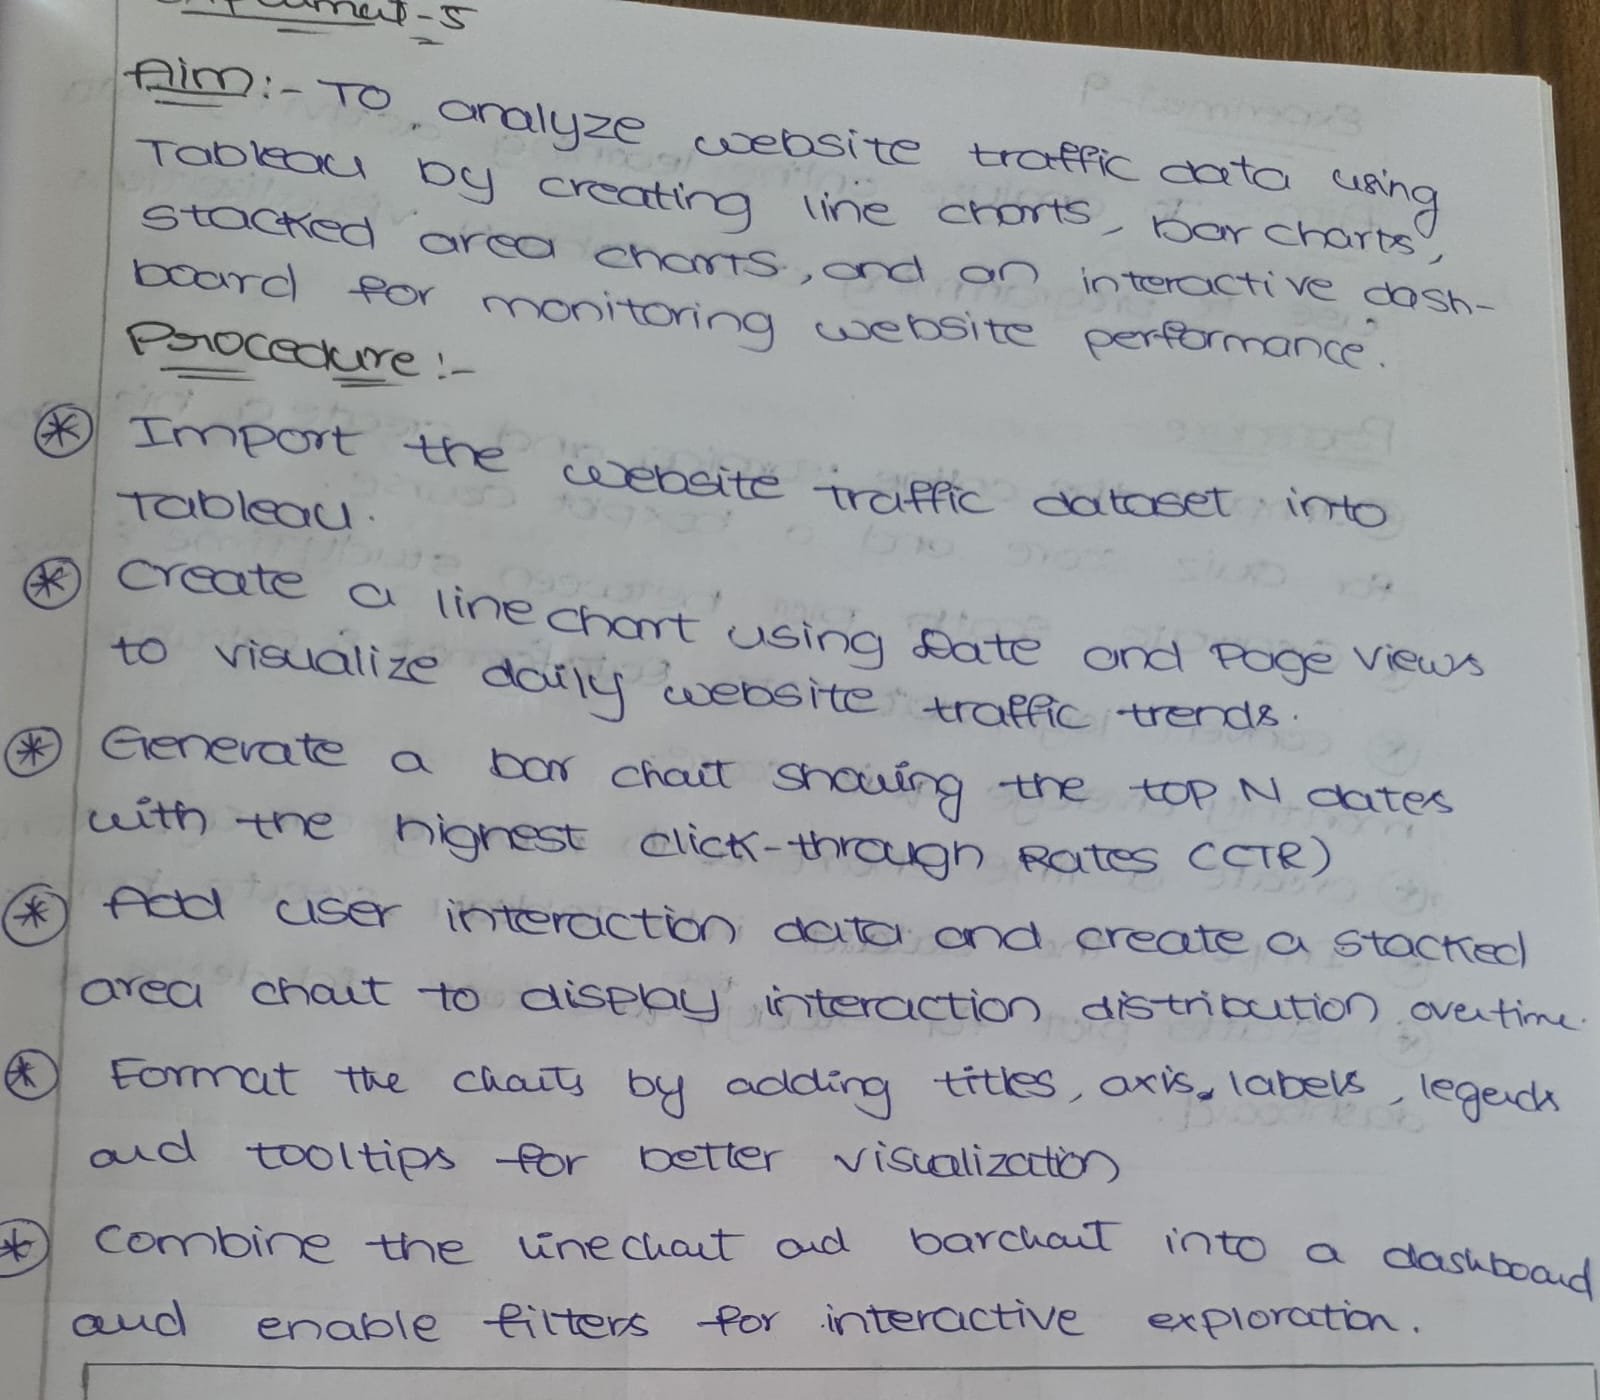 -5
Aim:- To analyze website traffic data using
Tableau by creating line charts, bar charts,
stacked area charts, and an interactive dash-
board for monitoring website performance.
Procedure:-
* Import the website traffic dataset into
Tableau.
* Create a line chart using Date and Page Views
to visualize daily website traffic trends.
* Generate a bar chart showing the top N dates
with the highest click-through Rates (CTR)
* Add user interaction data and create a stacked
area chart to display interaction distribution overtime.
* Format the charts by adding titles, axis, labels, legends
and tooltips for better visualization
* Combine the linechart and barchart into a dashboard
and enable filters for interactive exploration.